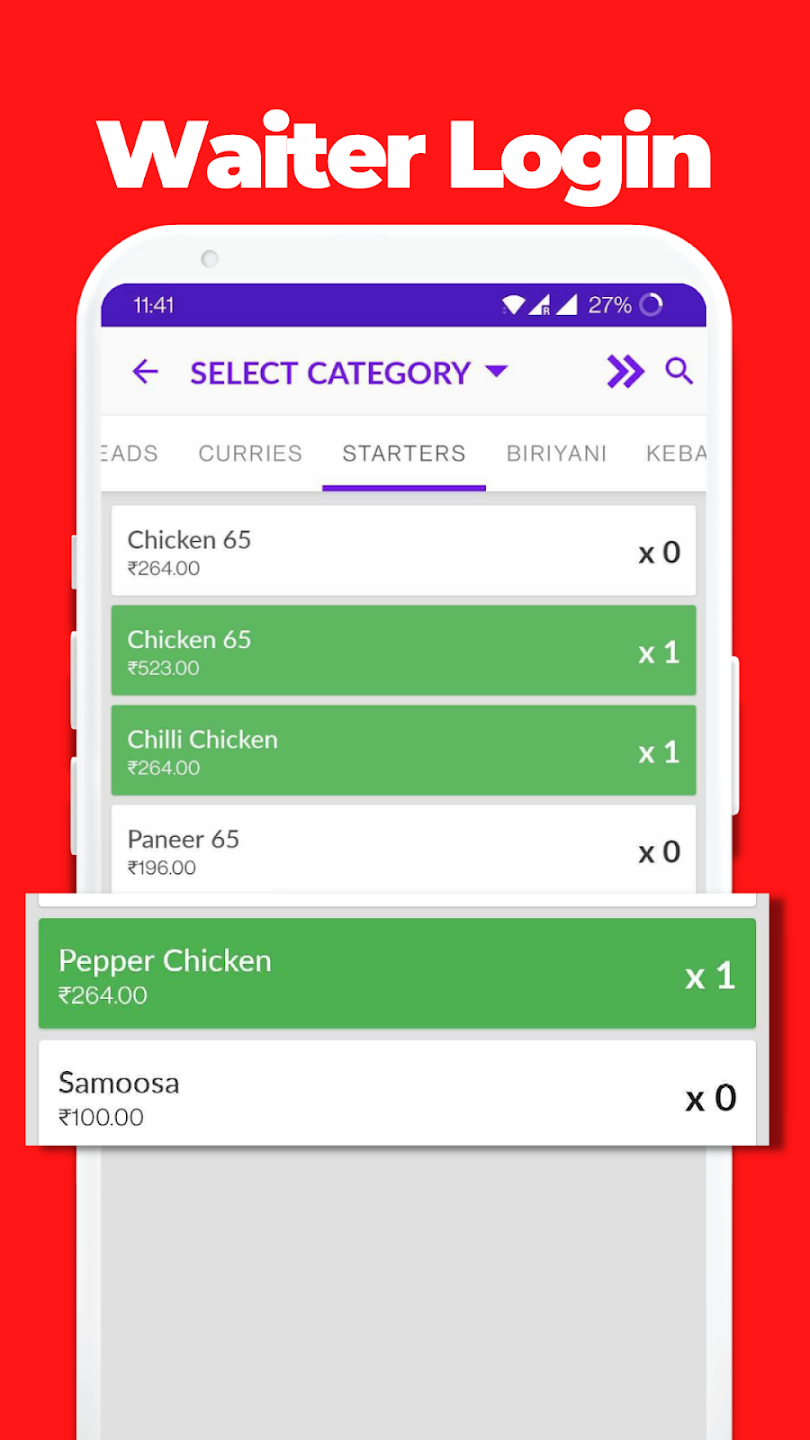 Waiter Login
11:41
R
27%
SELECT CATEGORY
EADS CURRIES STARTERS BIRIYANI KEBA
Chicken 65
₹264.00
x 0
Chicken 65
₹523.00
x 1
Chilli Chicken
₹264.00
x 1
Paneer 65
₹196.00
x 0
Pepper Chicken
₹264.00
x 1
Samoosa
₹100.00
x 0